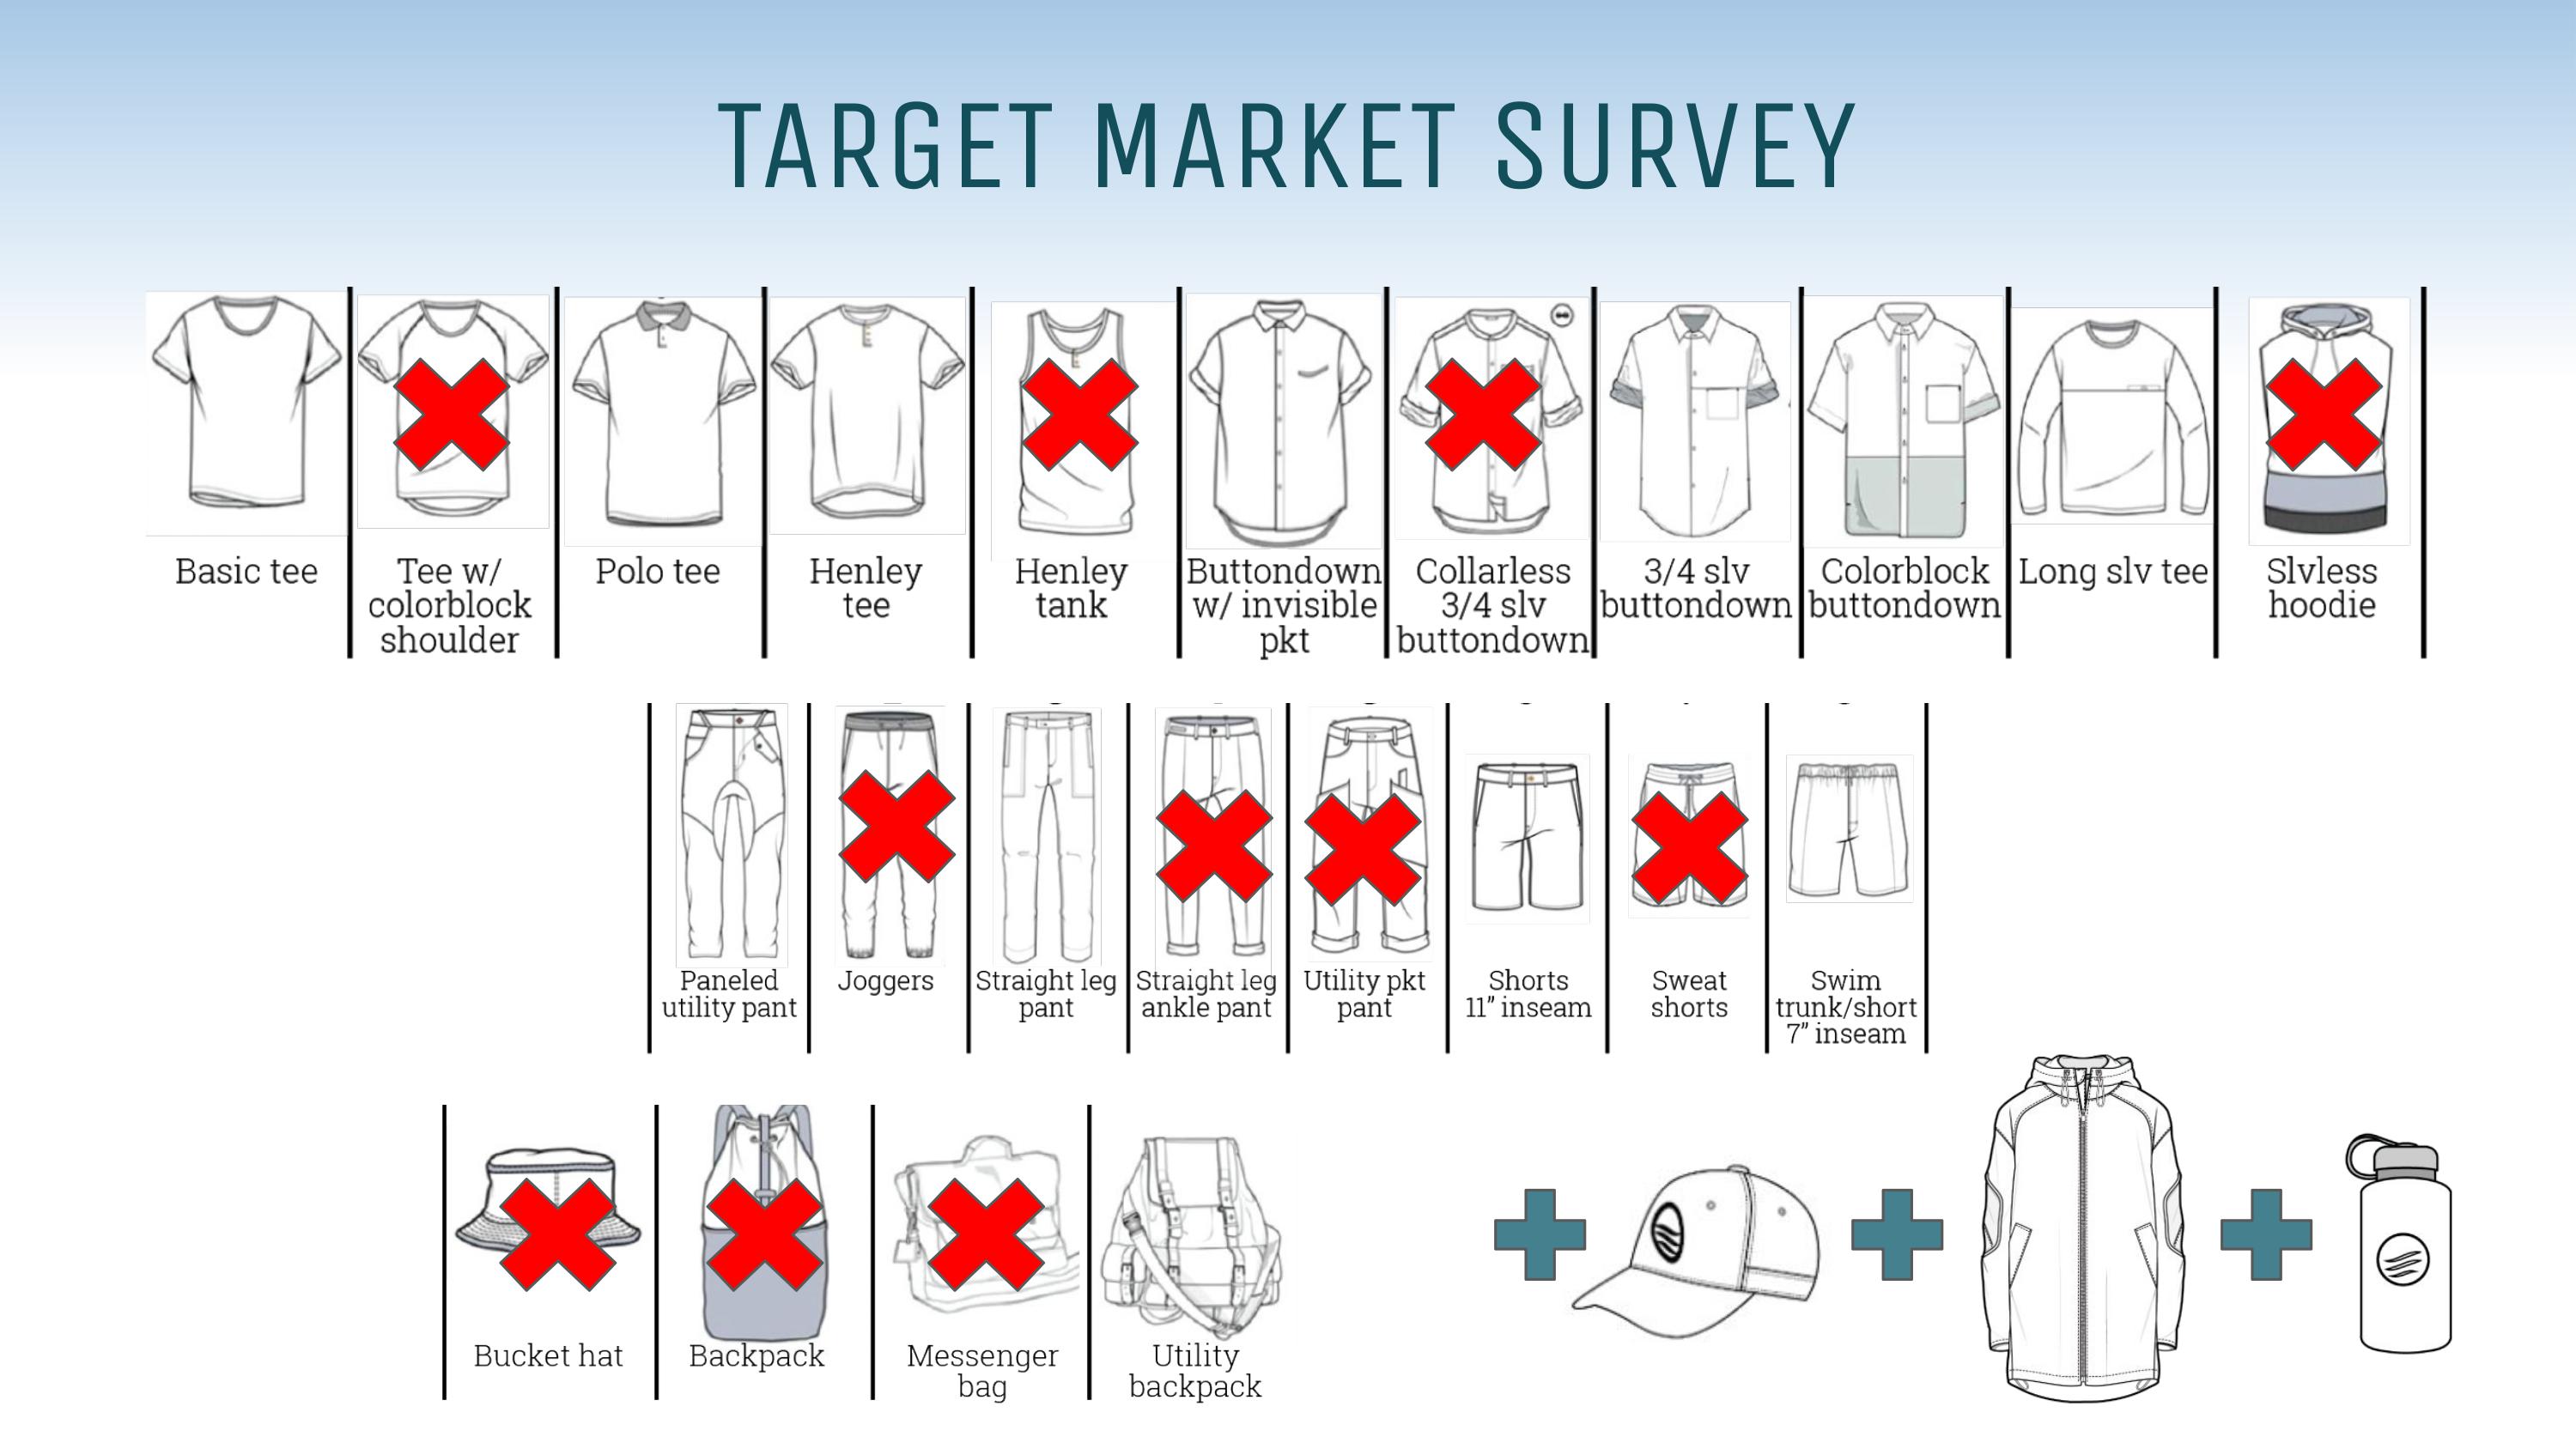 TARGET MARKET SURVEY
Basic tee
Tee w/
colorblock
shoulder
Polo tee
Henley
tee
Henley
tank
Buttondown
w/ invisible
pkt
Collarless
3/4 slv
buttondown
3/4 slv
buttondown
Colorblock
buttondown
Long slv tee
Slvless
hoodie
Paneled
utility pant
Joggers
Straight leg
pant
Straight leg
ankle pant
Utility pkt
pant
Shorts
11” inseam
Sweat
shorts
Swim
trunk/short
7” inseam
Bucket hat
Backpack
Messenger
bag
Utility
backpack